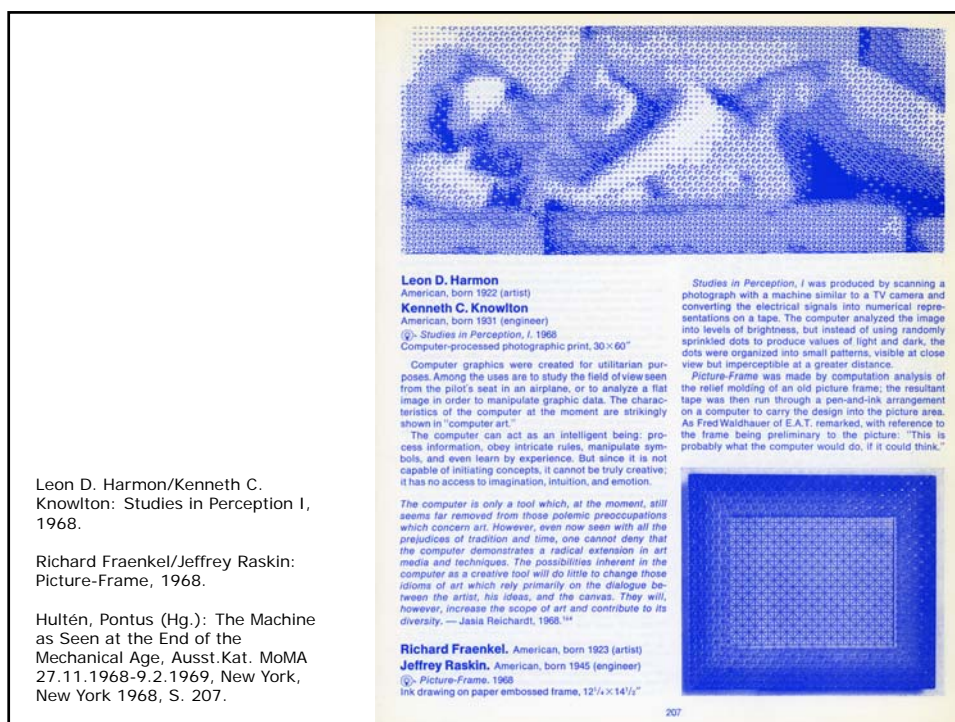 Leon D. Harmon/Kenneth C.
Knowlton: Studies in Perception I,
1968.
Richard Fraenkel/Jeffrey Raskin:
Picture-Frame, 1968.
Hultén, Pontus (Hg.): The Machine
as Seen at the End of the
Mechanical Age, Ausst.Kat. MoMA
27.11.1968-9.2.1969, New York,
New York 1968, S. 207.
Leon D. Harmon
American, born 1922 (artist)
Kenneth C. Knowlton
American, born 1931 (engineer)
Studies in Perception, I. 1968
Computer-processed photographic print, 30×60"
Computer graphics were created for utilitarian pur-
poses. Among the uses are to study the field of view seen
from the pilot's seat in an airplane, or to analyze a flat
image in order to manipulate graphic data. The charac-
teristics of the computer at the moment are strikingly
shown in "computer art."
The computer can act as an intelligent being: pro-
cess information, obey intricate rules, manipulate sym-
bols, and even learn by experience. But since it is not
capable of initiating concepts, it cannot be truly creative;
it has no access to imagination, intuition, and emotion.
The computer is only a tool which, at the moment, still
seems far removed from those polemic preoccupations
which concern art. However, even now seen with all the
prejudices of tradition and time, one cannot deny that
the computer demonstrates a radical extension in art
media and techniques. The possibilities inherent in the
computer as a creative tool will do little to change those
idioms of art which rely primarily on the dialogue be-
tween the artist, his ideas, and the canvas. They will,
however, increase the scope of art and contribute to its
diversity. — Jasia Reichardt, 1968.¹⁶⁴
Richard Fraenkel. American, born 1923 (artist)
Jeffrey Raskin. American, born 1945 (engineer)
Picture-Frame. 1968
Ink drawing on paper embossed frame, 12¼×14½"
Studies in Perception, I was produced by scanning a
photograph with a machine similar to a TV camera and
converting the electrical signals into numerical repre-
sentations on a tape. The computer analyzed the image
into levels of brightness, but instead of using randomly
sprinkled dots to produce values of light and dark, the
dots were organized into small patterns, visible at close
view but imperceptible at a greater distance.
Picture-Frame was made by computation analysis of
the relief molding of an old picture frame; the resultant
tape was then run through a pen-and-ink arrangement
on a computer to carry the design into the picture area.
As Fred Waldhauer of E.A.T. remarked, with reference to
the frame being preliminary to the picture: "This is
probably what the computer would do, if it could think."
207